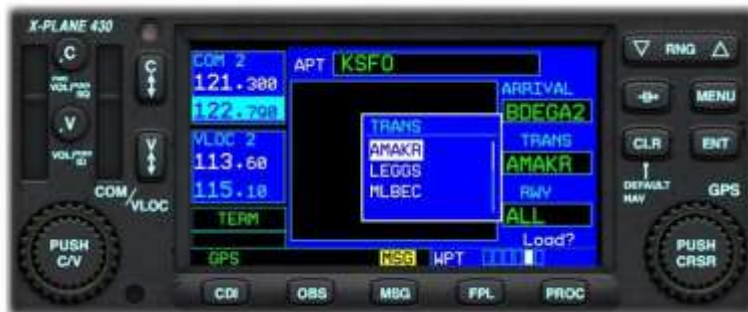 X-PLANE 430
C
PWR
VOL/PUSH
SQ
V
VOL/PUSH
ID
COM/VLOC
PUSH
C/V
C
V
COM 2
121.300
122.700
VLOC 2
113.60
115.10
TERM
GPS
APT KSFO
TRANS
AMAKR
LEGGS
MLBEC
ARRIVAL
BDEGA2
TRANS
AMAKR
RWY
ALL
Load?
MSG WPT
CDI OBS MSG FPL PROC
RNG
MENU
CLR ENT
DEFAULT
NAV
GPS
PUSH
CRSR